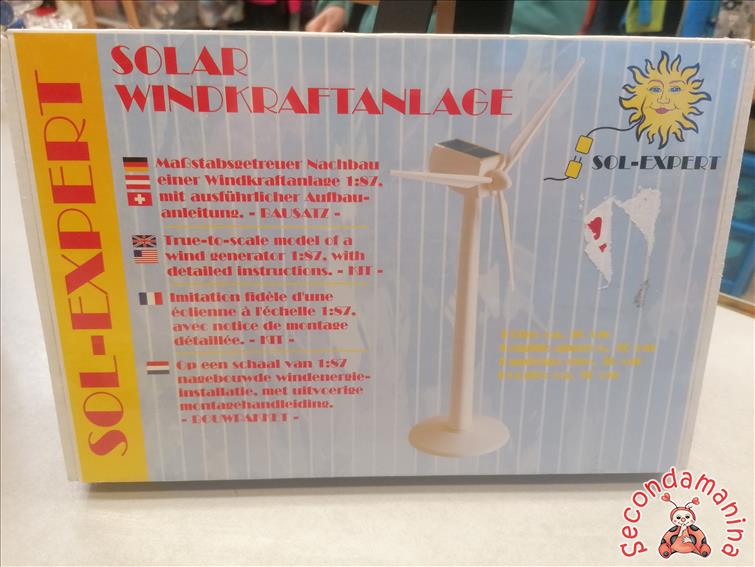 SOL-EXPERT
SOLAR
WINDKRAFTANLAGE
SOL-EXPERT
Maßstabsgetreuer Nachbau
einer Windkraftanlage 1:87,
mit ausführlicher Aufbau-
anleitung. - BAUSATZ -
True-to-scale model of a
wind generator 1:87, with
detailed instructions. - KIT -
Imitation fidèle d'une
éolienne à l'échelle 1:87,
avec notice de montage
détaillée. - KIT -
Op een schaal van 1:87
nagebouwde windenergie-
installatie, met uitvoerige
montagehandleiding.
- BOUWPAKKET -
Secondamanina